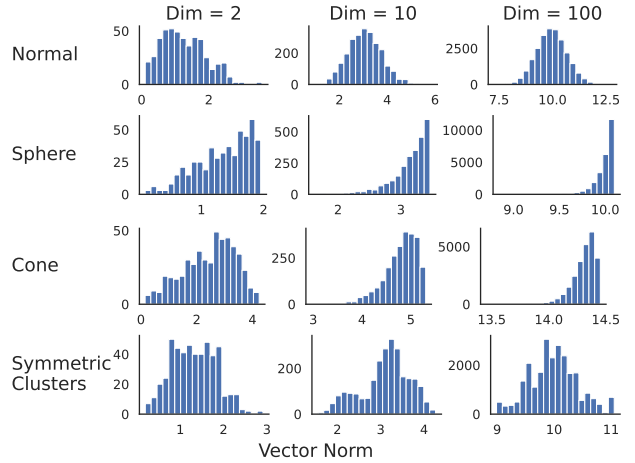 Dim = 2 Dim = 10 Dim = 100
Normal
50
0
0 2
200
0
2 4 6
2500
0
7.5 10.0 12.5
Sphere
50
25
0
1 2
500
250
0
2 3
10000
5000
0
9.0 9.5 10.0
Cone
50
0
0 2 4
250
0
3 4 5
5000
0
13.5 14.0 14.5
Symmetric
Clusters
40
20
0
1 2 3
200
0
2 3 4
2000
0
9 10 11
Vector Norm